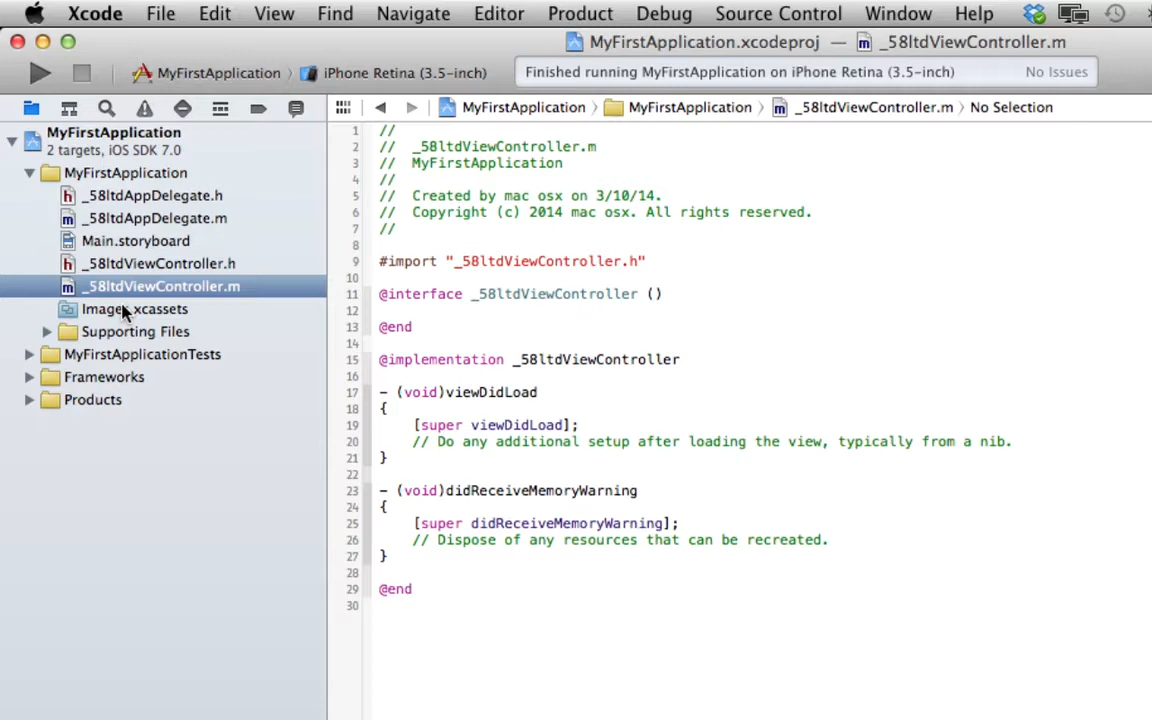 Xcode File Edit View Find Navigate Editor Product Debug Source Control Window Help
MyFirstApplication.xcodeproj — _58ltdViewController.m
MyFirstApplication 〉 iPhone Retina (3.5-inch)
Finished running MyFirstApplication on iPhone Retina (3.5-inch) No Issues
MyFirstApplication 〉 MyFirstApplication 〉 _58ltdViewController.m 〉 No Selection
MyFirstApplication
2 targets, iOS SDK 7.0
MyFirstApplication
_58ltdAppDelegate.h
_58ltdAppDelegate.m
Main.storyboard
_58ltdViewController.h
_58ltdViewController.m
Images.xcassets
Supporting Files
MyFirstApplicationTests
Frameworks
Products
1 //
2 // _58ltdViewController.m
3 // MyFirstApplication
4 //
5 // Created by mac osx on 3/10/14.
6 // Copyright (c) 2014 mac osx. All rights reserved.
7 //
8
9 #import "_58ltdViewController.h"
10
11 @interface _58ltdViewController ()
12
13 @end
14
15 @implementation _58ltdViewController
16
17 - (void)viewDidLoad
18 {
19 [super viewDidLoad];
20 // Do any additional setup after loading the view, typically from a nib.
21 }
22
23 - (void)didReceiveMemoryWarning
24 {
25 [super didReceiveMemoryWarning];
26 // Dispose of any resources that can be recreated.
27 }
28
29 @end
30